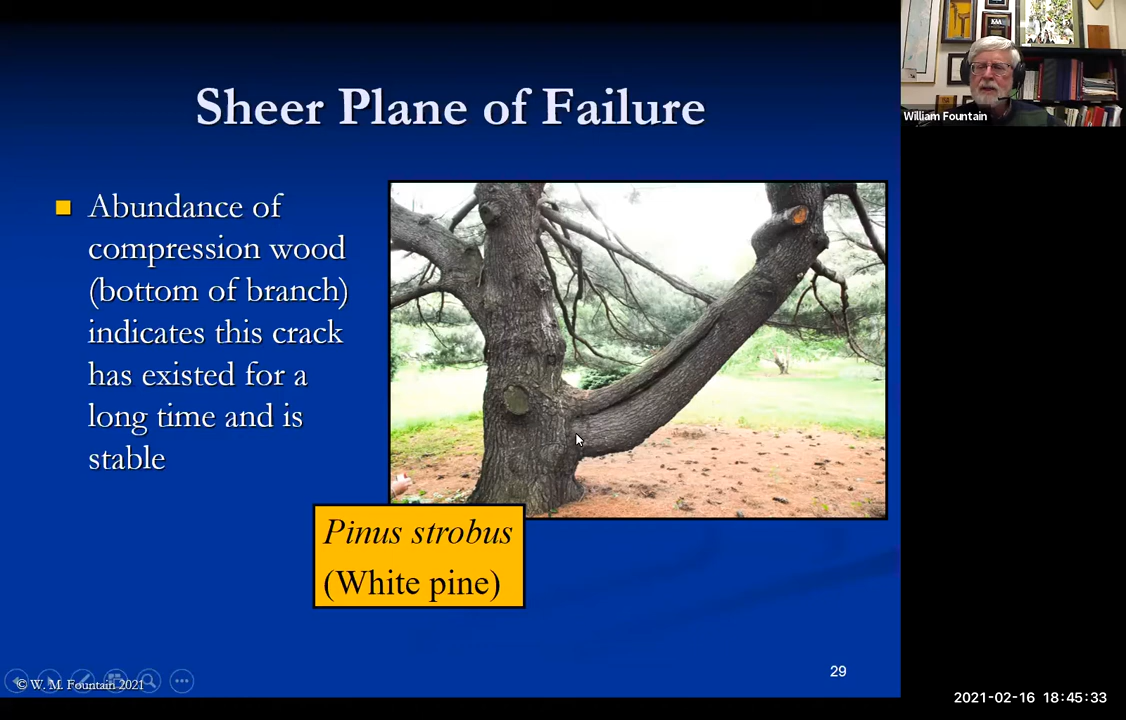 Sheer Plane of Failure
Abundance of
compression wood
(bottom of branch)
indicates this crack
has existed for a
long time and is
stable
Pinus strobus
(White pine)
© W. M. Fountain 2021
29
William Fountain
2021-02-16 18:45:33